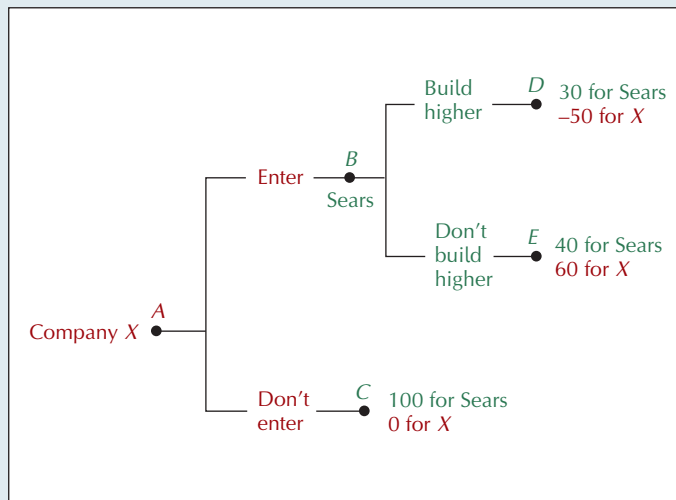 Build
higher
D
30 for Sears
–50 for X
B
Enter
Sears
Don't
build
higher
E
40 for Sears
60 for X
A
Company X
Don't
enter
C
100 for Sears
0 for X